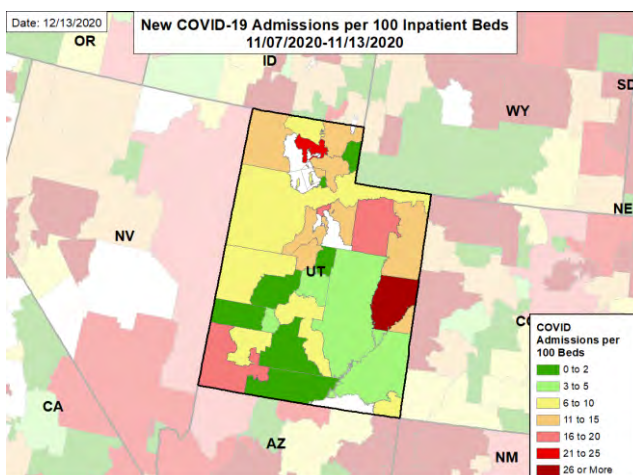 Date: 12/13/2020
New COVID-19 Admissions per 100 Inpatient Beds
11/07/2020-11/13/2020
OR
ID
SD
WY
NE
NV
UT
CO
COVID
Admissions per
100 Beds
0 to 2
3 to 5
6 to 10
11 to 15
16 to 20
21 to 25
26 or More
CA
AZ
NM